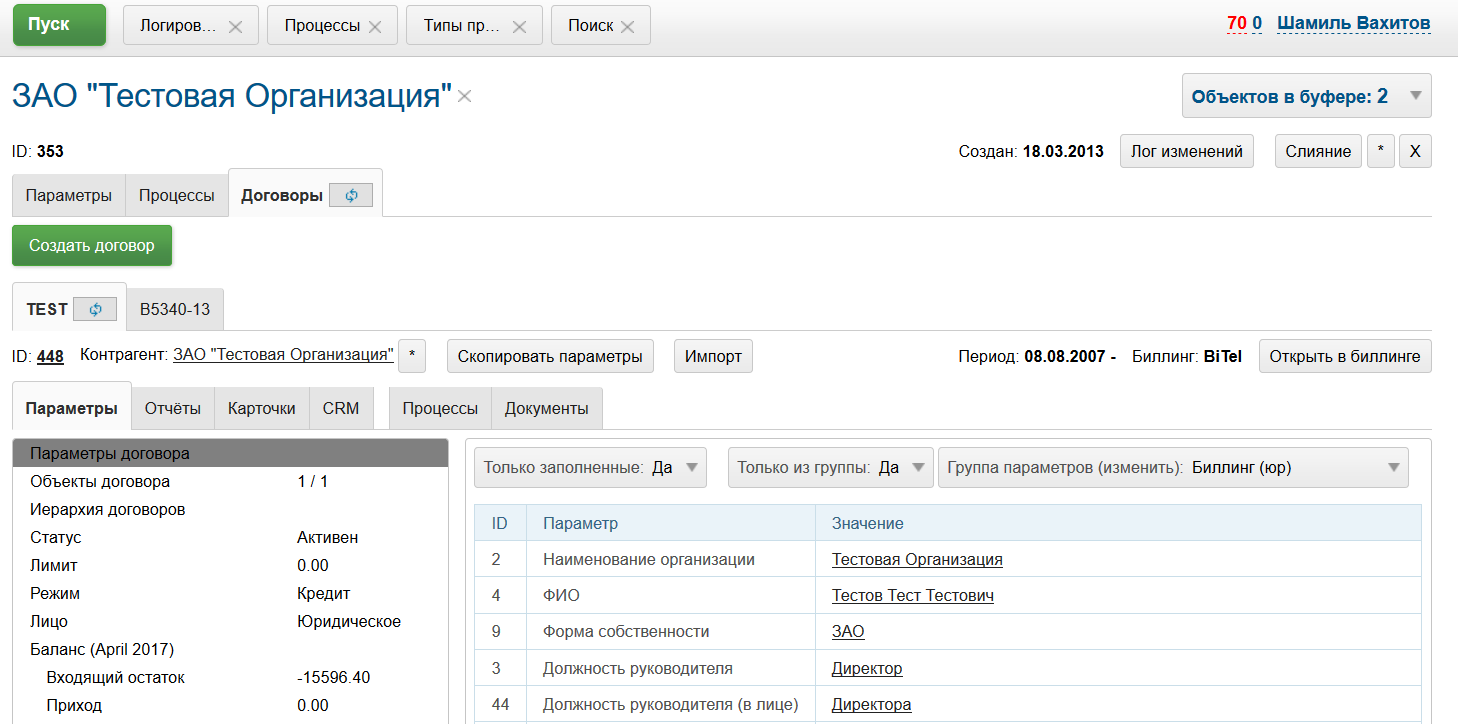 Пуск Логиров... Процессы Типы пр... Поиск 70 0 Шамиль Вахитов
ЗАО "Тестовая Организация" Объектов в буфере: 2
ID: 353 Создан: 18.03.2013 Лог изменений Слияние * X
Параметры Процессы Договоры
Создать договор
TEST B5340-13
ID: 448 Контрагент: ЗАО "Тестовая Организация" * Скопировать параметры Импорт Период: 08.08.2007 - Биллинг: BiTel Открыть в биллинге
Параметры Отчёты Карточки CRM Процессы Документы
Параметры договора
Объекты договора 1 / 1
Иерархия договоров
Статус Активен
Лимит 0.00
Режим Кредит
Лицо Юридическое
Баланс (April 2017)
Входящий остаток -15596.40
Приход 0.00
Только заполненные: Да Только из группы: Да Группа параметров (изменить): Биллинг (юр)
ID Параметр Значение
2 Наименование организации Тестовая Организация
4 ФИО Тестов Тест Тестович
9 Форма собственности ЗАО
3 Должность руководителя Директор
44 Должность руководителя (в лице) Директора